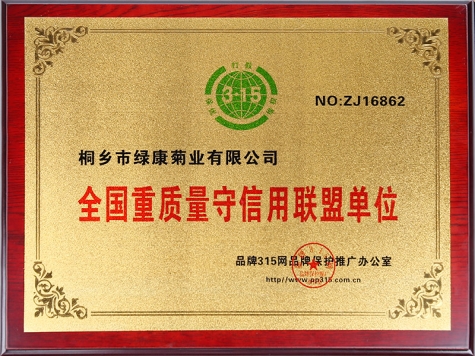 3·15
NO:ZJ16862
桐乡市绿康菊业有限公司
全国重质量守信用联盟单位
品牌315网品牌保护推广办公室
http://www.pp315.com.cn